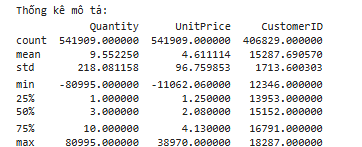 Thống kê mô tả:
Quantity UnitPrice CustomerID
count 541909.000000 541909.000000 406829.000000
mean 9.552250 4.611114 15287.690570
std 218.081158 96.759853 1713.600303
min -80995.000000 -11062.060000 12346.000000
25% 1.000000 1.250000 13953.000000
50% 3.000000 2.080000 15152.000000
75% 10.000000 4.130000 16791.000000
max 80995.000000 38970.000000 18287.000000